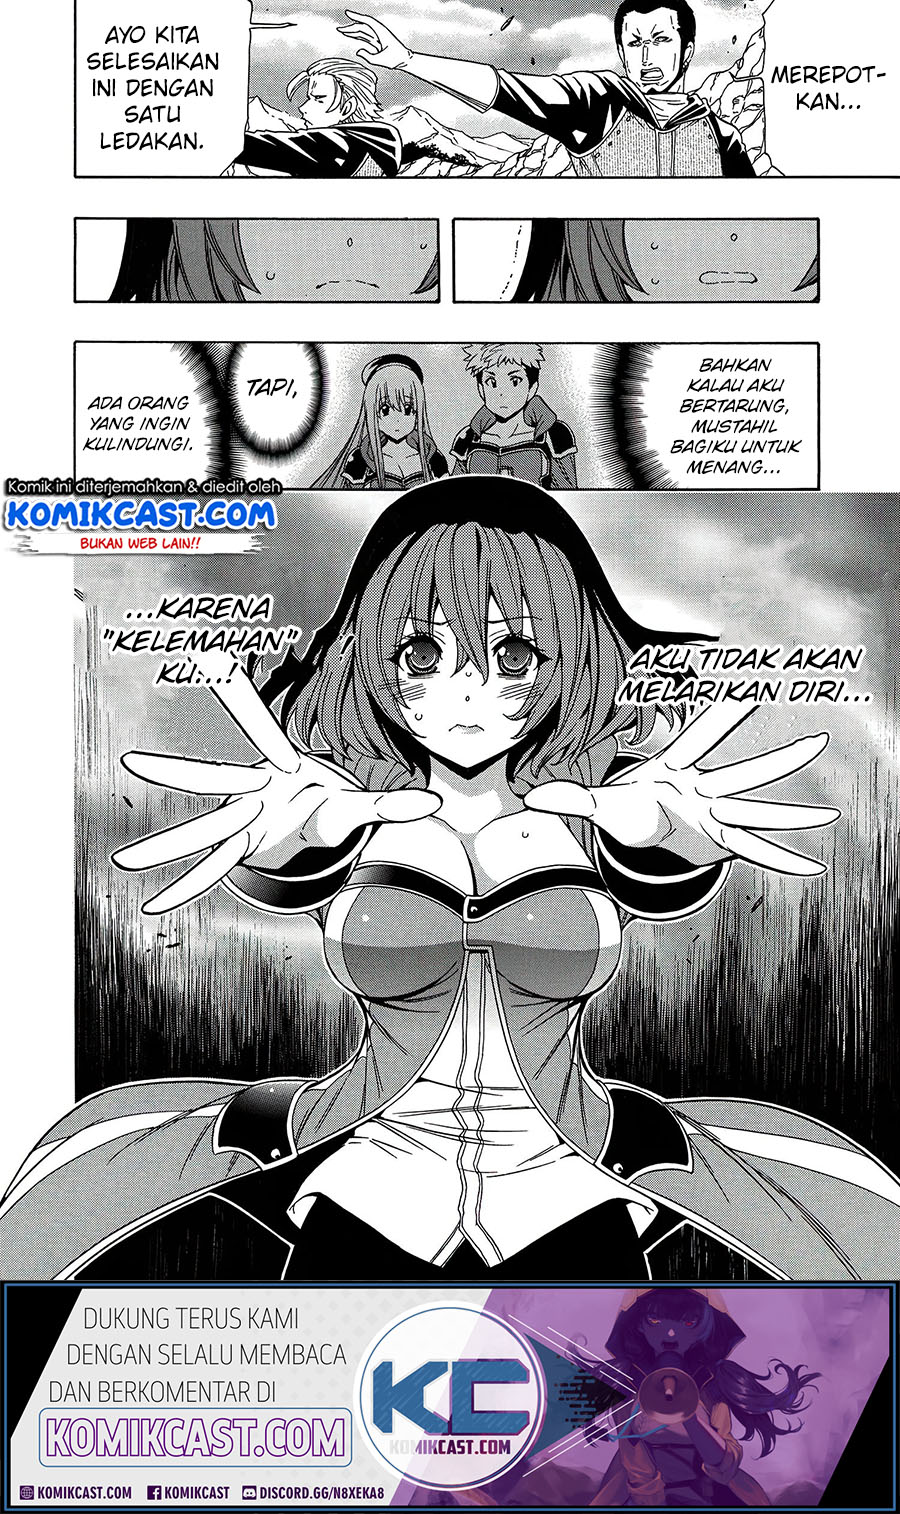 MEREPOT-
KAN...
AYO KITA
SELESAIKAN
INI DENGAN
SATU
LEDAKAN.
BAHKAN
KALAU AKU
BERTARUNG,
MUSTAHIL
BAGIKU UNTUK
MENANG...
TAPI,
ADA ORANG
YANG INGIN
KULINDUNGI.
Komik ini diterjemahkan & diedit oleh
KOMIKCAST.COM
BUKAN WEB LAIN!!
AKU TIDAK AKAN
MELARIKAN DIRI...
...KARENA
"KELEMAHAN"
KU...!
DUKUNG TERUS KAMI
DENGAN SELALU MEMBACA
DAN BERKOMENTAR DI
KOMIKCAST.COM
KC
KOMIKCAST.COM
KOMIKCAST.COM KOMIKCAST DISCORD.GG/N8XEKA8